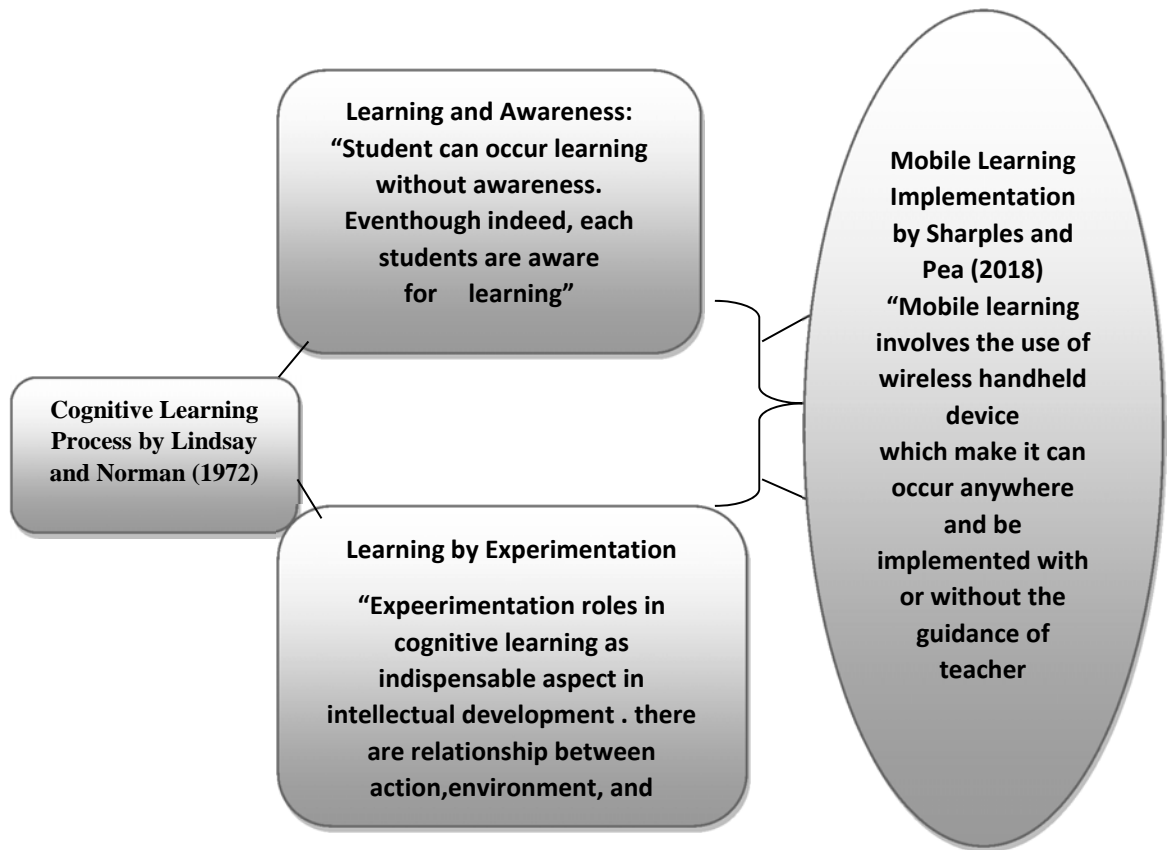 Learning and Awareness:
“Student can occur learning
without awareness.
Eventhough indeed, each
students are aware
for learning”
Cognitive Learning
Process by Lindsay
and Norman (1972)
Learning by Experimentation
“Expeerimentation roles in
cognitive learning as
indispensable aspect in
intellectual development . there
are relationship between
action,environment, and
Mobile Learning
Implementation
by Sharples and
Pea (2018)
“Mobile learning
involves the use of
wireless handheld
device
which make it can
occur anywhere
and be
implemented with
or without the
guidance of
teacher